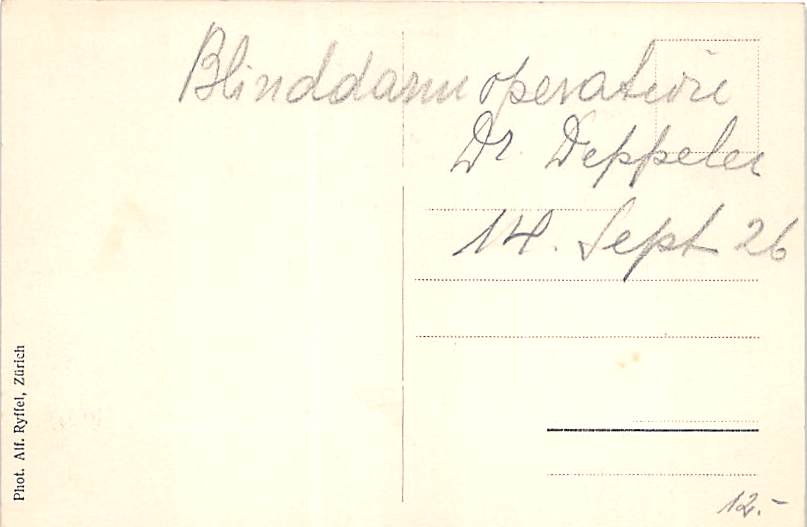 Blinddarmoperation
Dr. Deppeler
14. Sept 26
Phot. Alf. Ryffel, Zürich
12.-